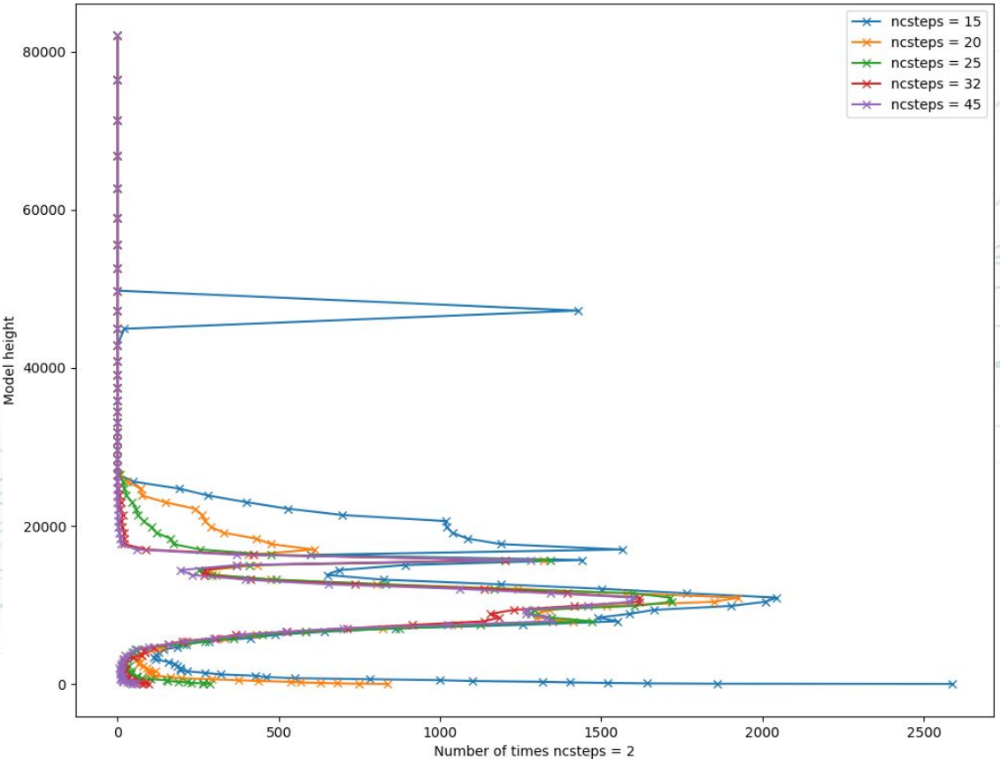 ncsteps = 15
ncsteps = 20
ncsteps = 25
ncsteps = 32
ncsteps = 45
80000
60000
40000
20000
0
Model height
0
500
1000
1500
2000
2500
Number of times ncsteps = 2